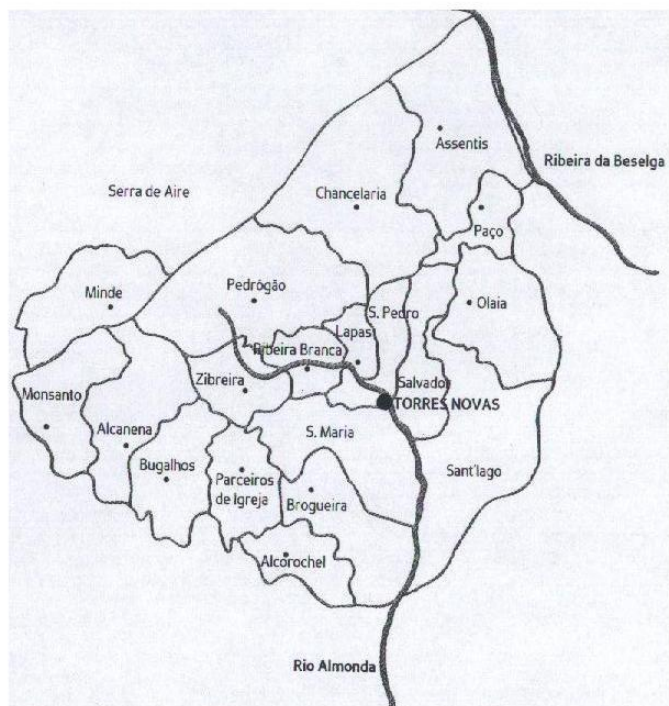 Assentis
Ribeira da Beselga
Serra de Aire
Chancelaria
Paço
Pedrógão
Minde
Olaia
S. Pedro
Lapas
Ribeira Branca
Zibreira
Salvador
Monsanto
TORRES NOVAS
Alcanena
S. Maria
Bugalhos
Sant'lago
Parceiros
de Igreja
Brogueira
Alcorochel
Rio Almonda